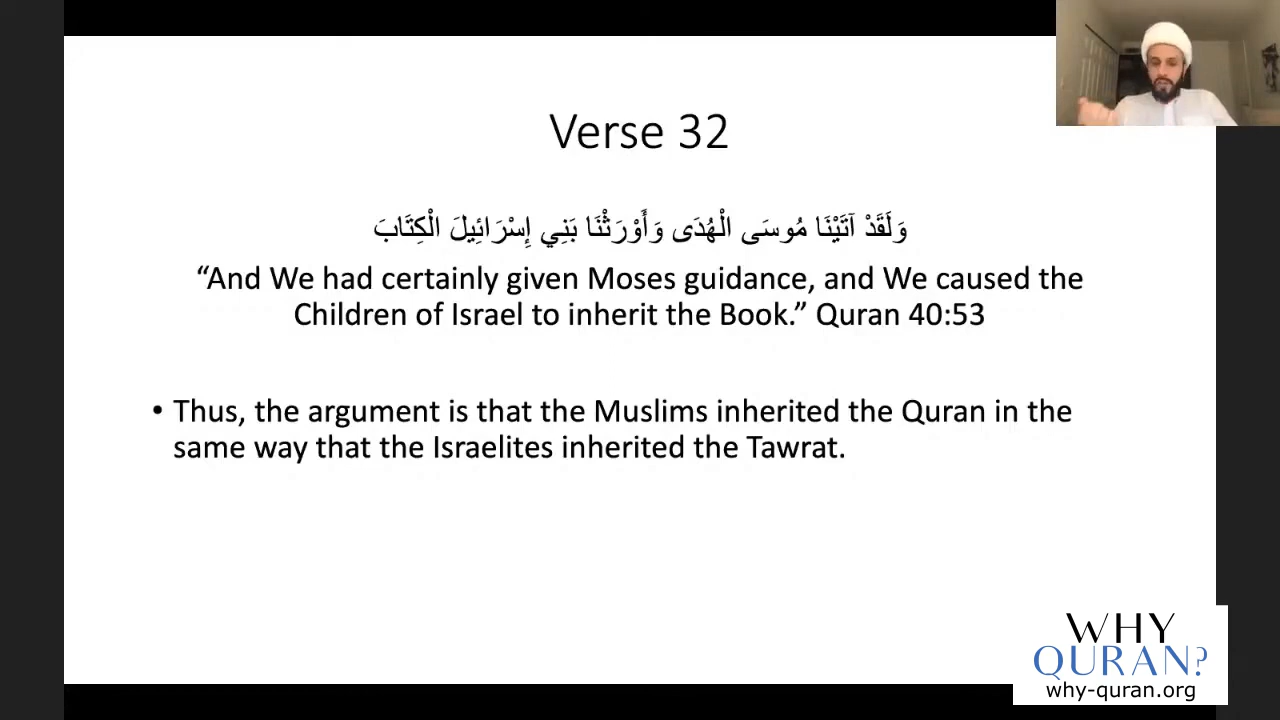 Verse 32
وَلَقَدْ آتَيْنَا مُوسَى الْهُدَى وَأَوْرَثْنَا بَنِي إِسْرَائِيلَ الْكِتَابَ
“And We had certainly given Moses guidance, and We caused the
Children of Israel to inherit the Book.” Quran 40:53
• Thus, the argument is that the Muslims inherited the Quran in the
same way that the Israelites inherited the Tawrat.
WHY
QURAN?
why-quran.org